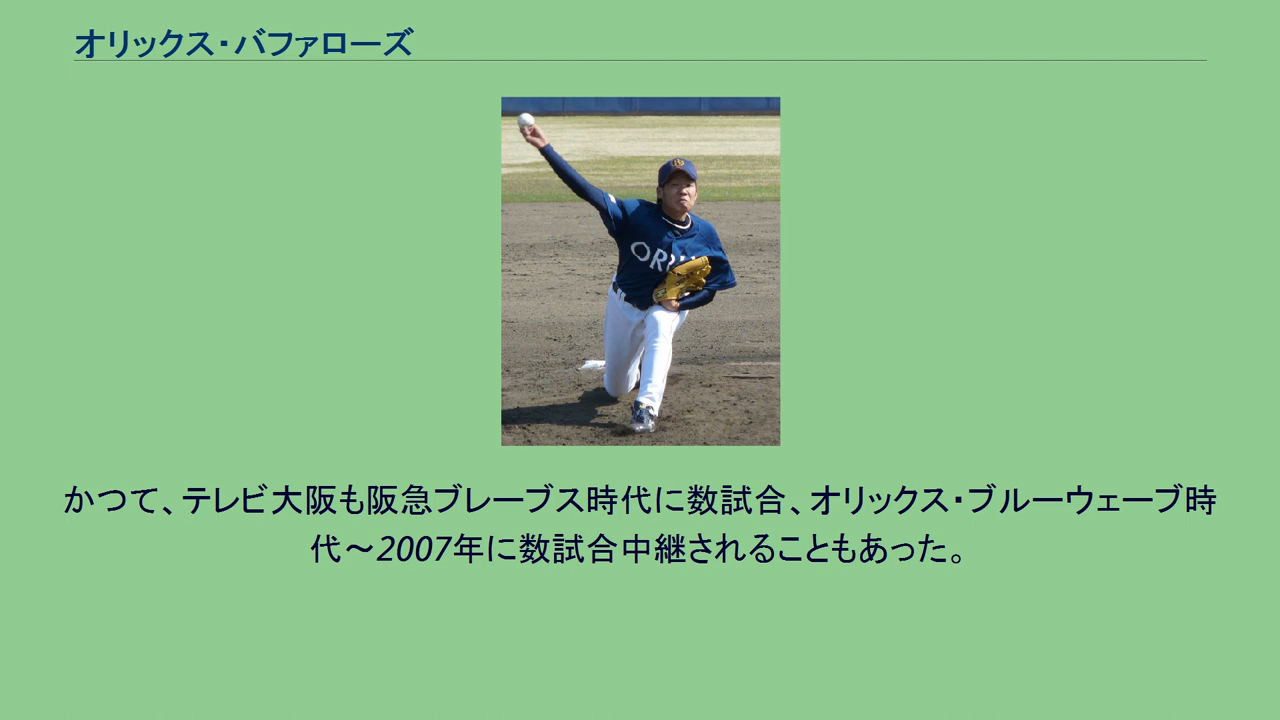 オリックス・バファローズ
かつて、テレビ大阪も阪急ブレーブス時代に数試合、オリックス・ブルーウェーブ時
代～2007年に数試合中継されることもあった。